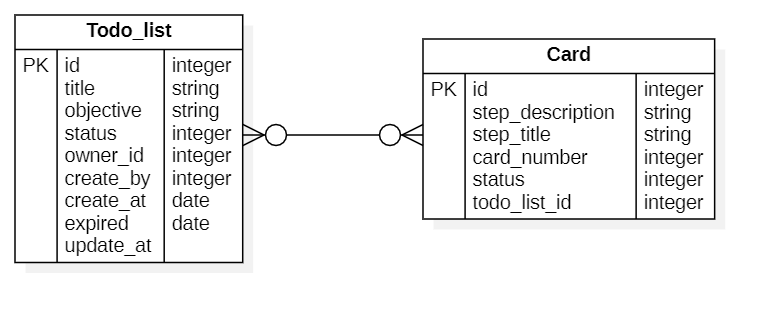 Todo_list
PK id integer
title string
objective string
status integer
owner_id integer
create_by integer
create_at date
expired date
update_at
Card
PK id integer
step_description string
step_title string
card_number integer
status integer
todo_list_id integer